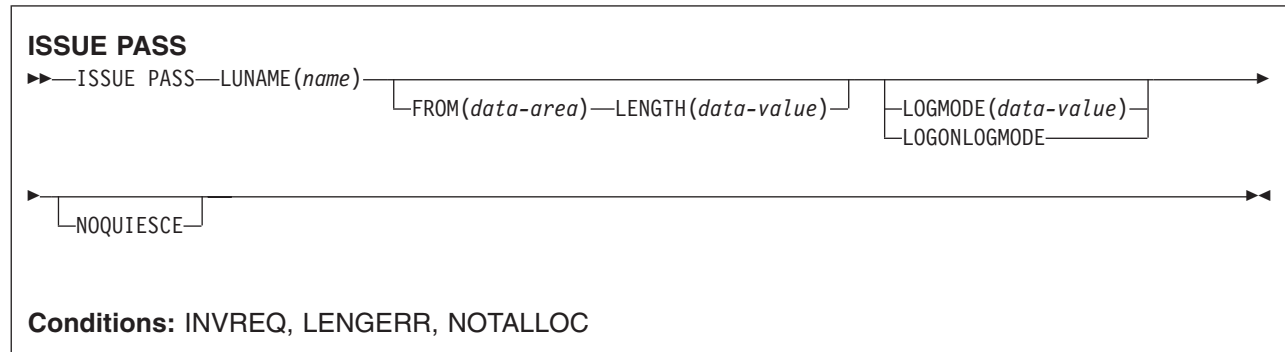 ISSUE PASS
ISSUE PASS LUNAME(name)
FROM(data-area) LENGTH(data-value)
LOGMODE(data-value)
LOGONLOGMODE
NOQUIESCE
Conditions: INVREQ, LENGERR, NOTALLOC